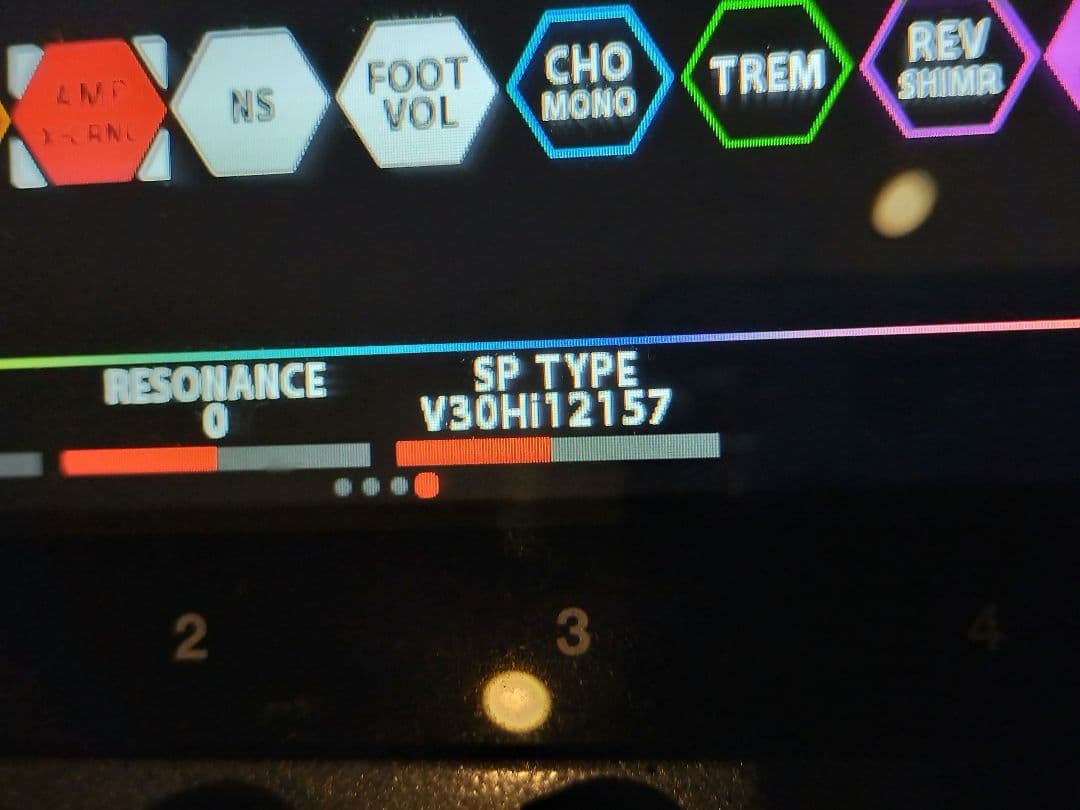 AMP
NS
FOOT
VOL
CHO
MONO
TREM
REV
SHIMR
RESONANCE
0
SP TYPE
V30Hi12157
2
3
4